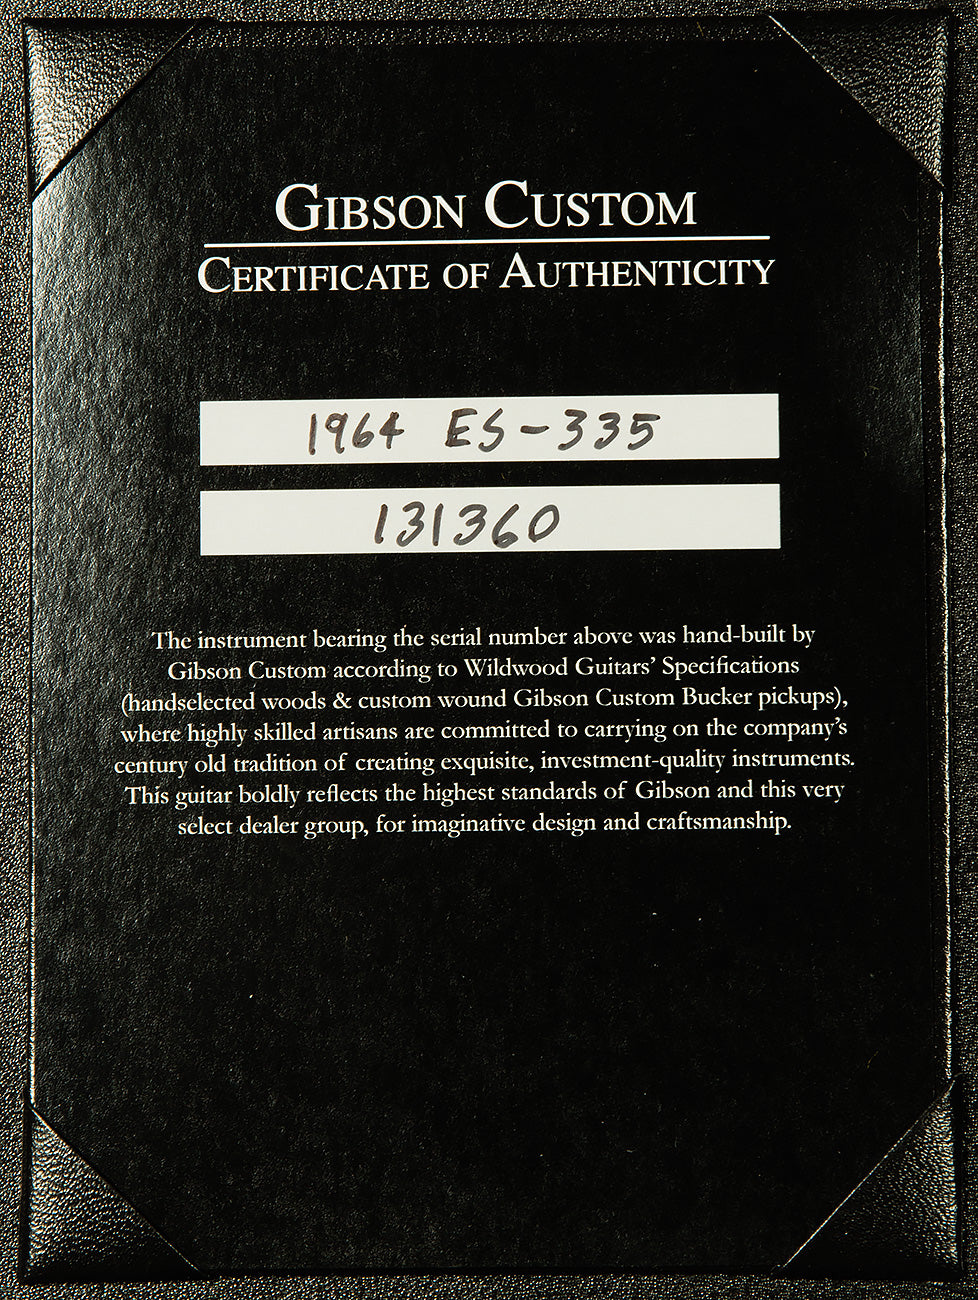 GIBSON CUSTOM
CERTIFICATE OF AUTHENTICITY
1964 ES-335
131360
The instrument bearing the serial number above was hand-built by
Gibson Custom according to Wildwood Guitars' Specifications
(handselected woods & custom wound Gibson Custom Bucker pickups),
where highly skilled artisans are committed to carrying on the company's
century old tradition of creating exquisite, investment-quality instruments.
This guitar boldly reflects the highest standards of Gibson and this very
select dealer group, for imaginative design and craftsmanship.